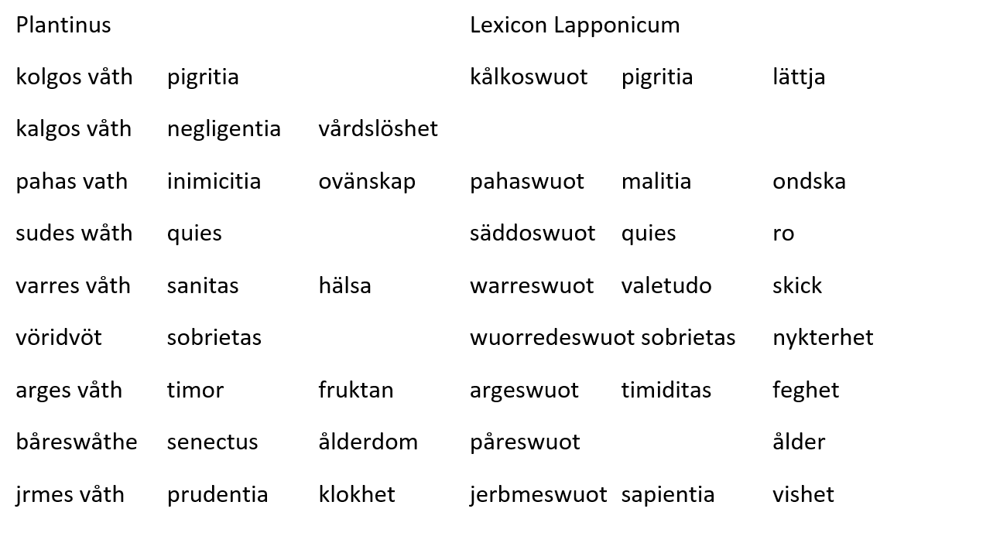 Plantinus Lexicon Lapponicum
kolgos våth pigritia kålkoswuot pigritia lättja
kalgos våth negligentia vårdslöshet
pahas vath inimicitia ovänskap pahaswuot malitia ondska
sudes wåth quies säddoswuot quies ro
varres våth sanitas hälsa warreswuot valetudo skick
vöridvöt sobrietas wuorredeswuot sobrietas nykterhet
arges våth timor fruktan argeswuot timiditas feghet
båreswåthe senectus ålderdom påreswuot ålder
jrmes våth prudentia klokhet jerbmeswuot sapientia vishet